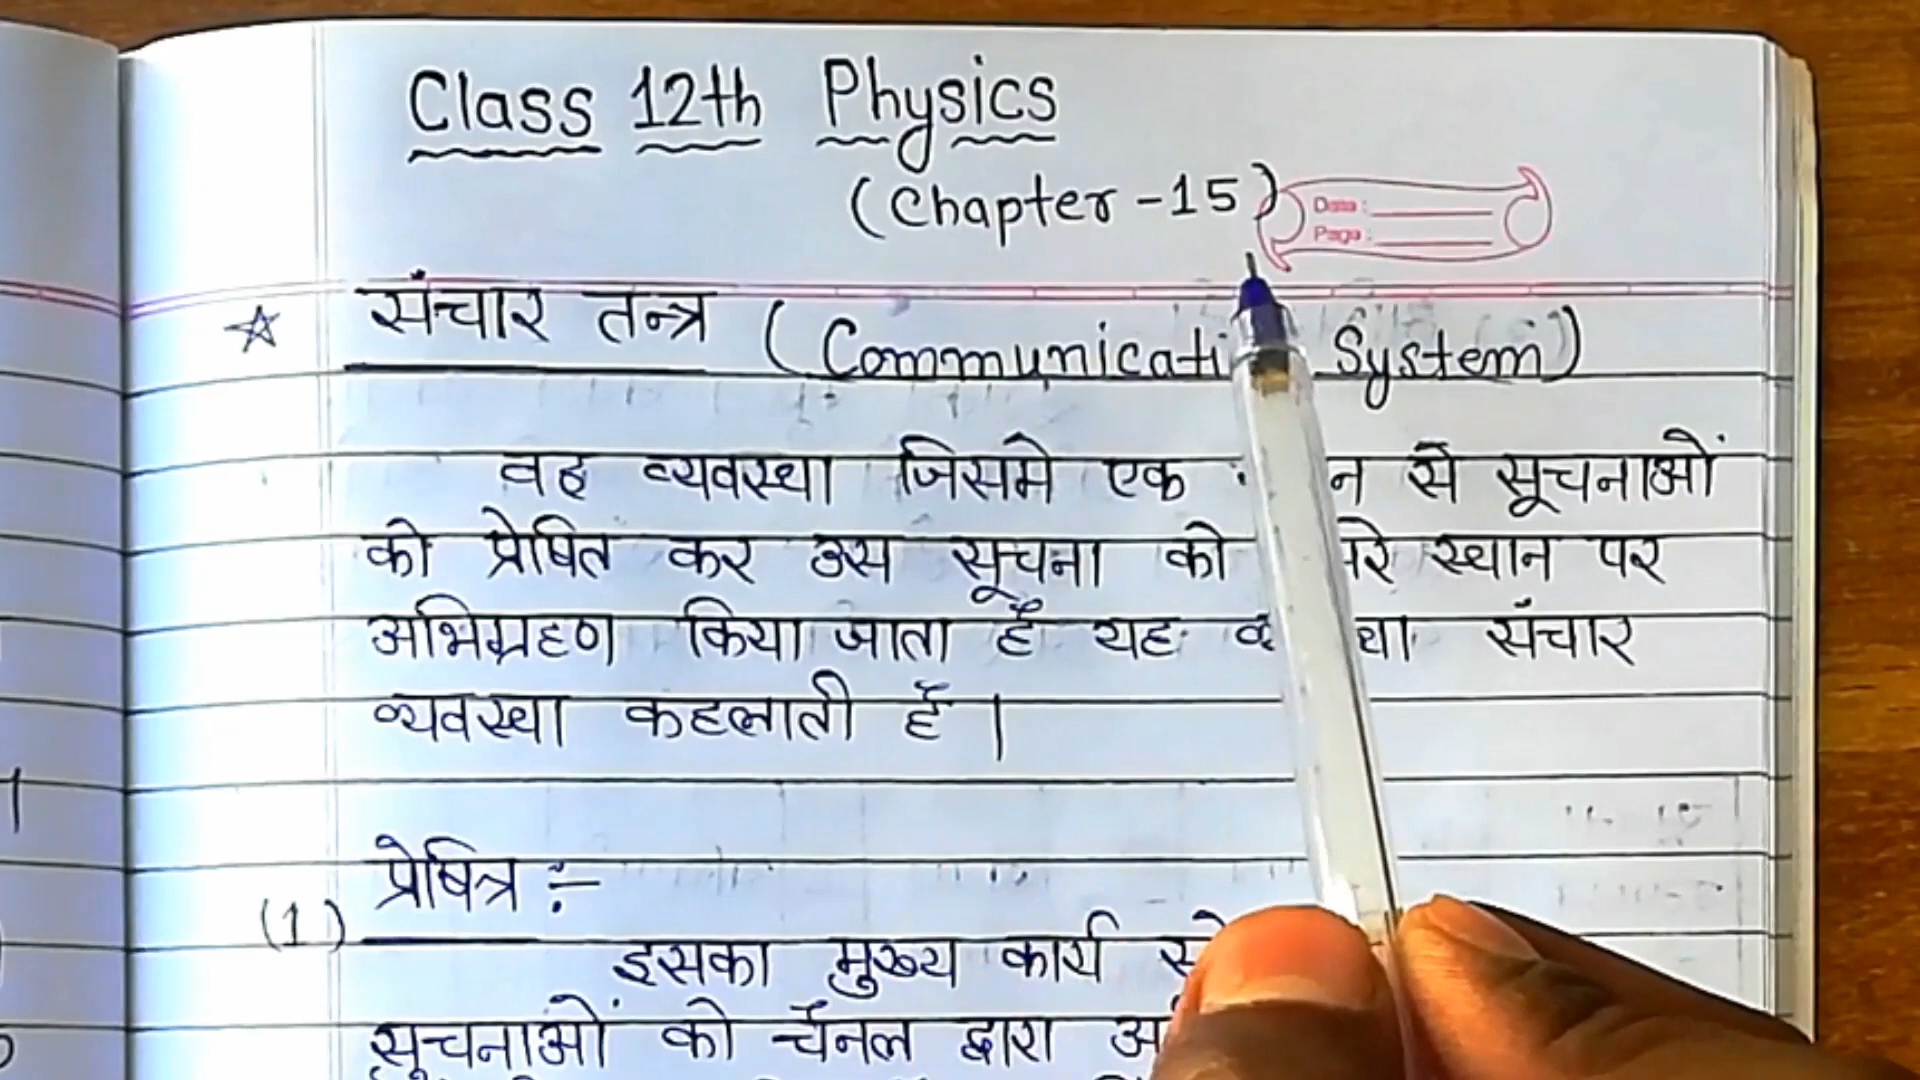 Class 12th Physics
(Chapter-15)
Date:
Page:
संचार तन्त्र (Communicati System)
वह व्यवस्था जिसमे एक न से सूचनाओं
को प्रेषित कर उस सूचना को रे स्थान पर
अभिग्रहण किया जाता है यह था संचार
व्यवस्था कहलाती है।
प्रेषित्र :-
(1)
इसका मुख्य कार्य
सूचनाओं को चैनल द्वारा